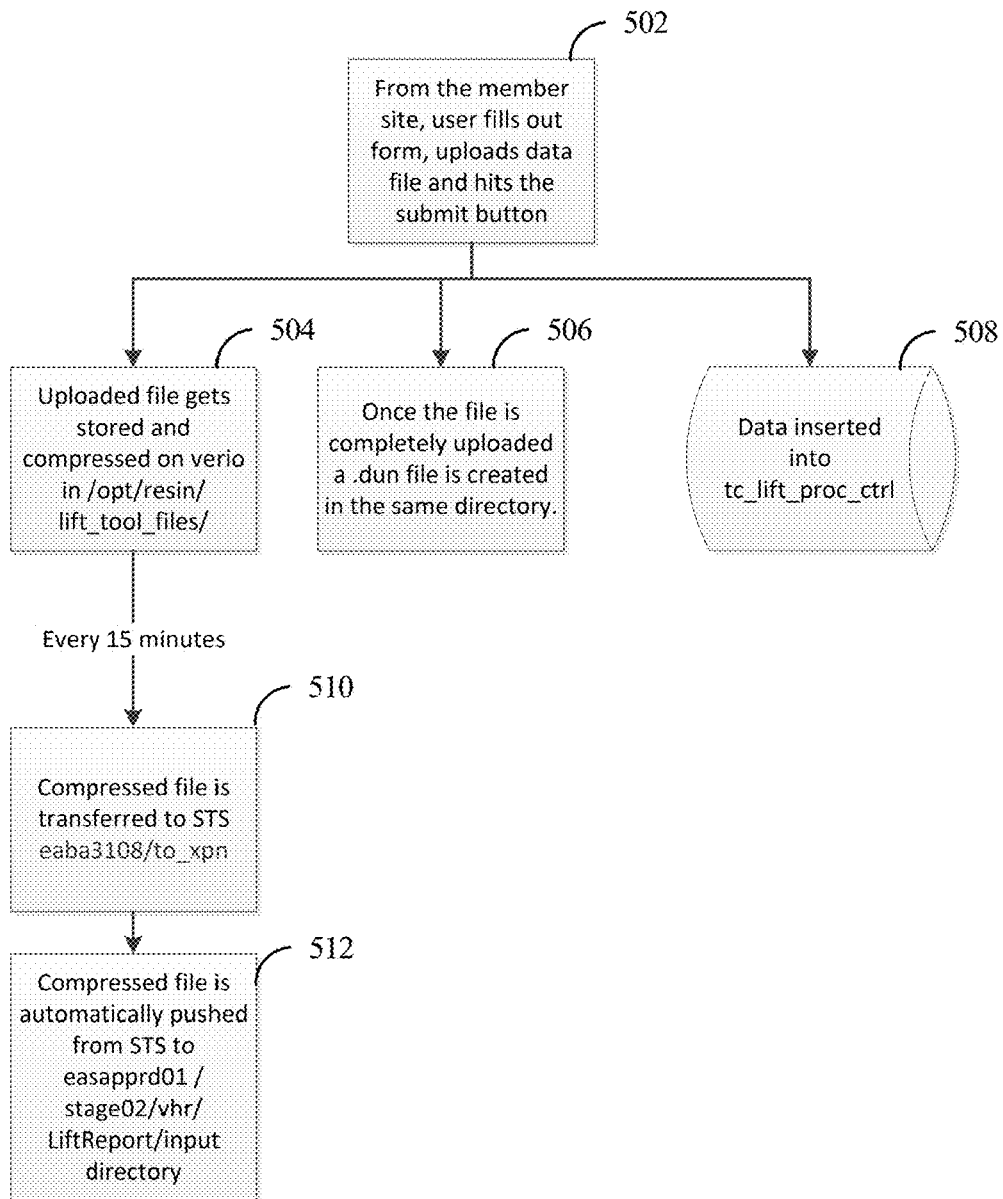 502
From the member
site, user fills out
form, uploads data
file and hits the
submit button
504
Uploaded file gets
stored and
compressed on verio
in /opt/resin/
lift_tool_files/
506
Once the file is
completely uploaded
a .dun file is created
in the same directory.
508
Data inserted
into
tc_lift_proc_ctrl
Every 15 minutes
510
Compressed file is
transferred to STS
eaba3108/to_xpn
512
Compressed file is
automatically pushed
from STS to
easapprd01 /
stage02/vhr/
LiftReport/input
directory